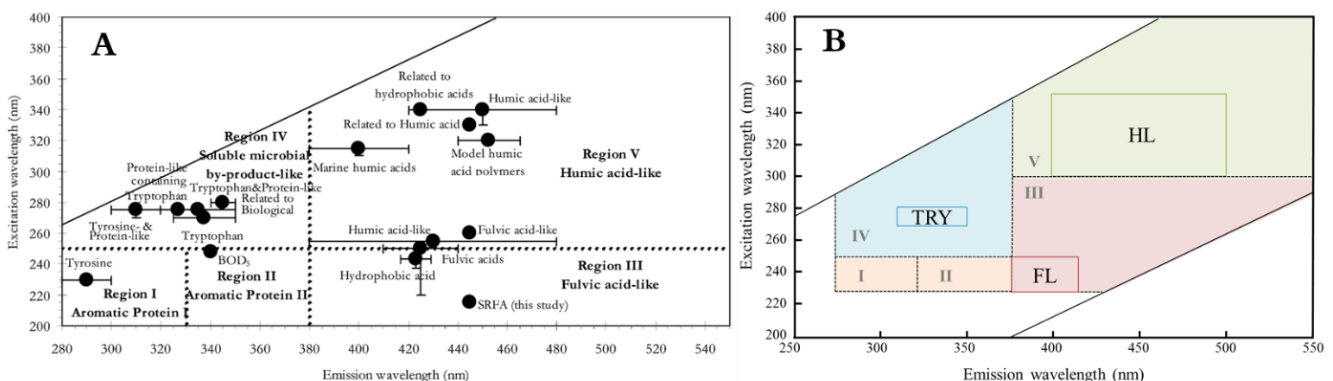 A
Excitation wavelength (nm)
400
380
360
340
320
300
280
260
240
220
200
280
300
320
340
360
380
400
420
440
460
480
500
520
540
Emission wavelength (nm)
Related to
hydrophobic acids
Humic acid-like
Related to Humic acid
Model humic
acid polymers
Marine humic acids
Region V
Humic acid-like
Region IV
Soluble microbial
by-product-like
Protein-like
containing
Tryptophan
Tryptophan&Protein-like
Related to
Biological
Tyrosine- &
Protein-like
Tryptophan
Humic acid-like
Fulvic acid-like
Fulvic acids
Hydrophobic acid
BOD5
Tyrosine
Region I
Aromatic Protein I
Region II
Aromatic Protein II
Region III
Fulvic acid-like
SRFA (this study)
B
Excitation wavelength (nm)
400
380
360
340
320
300
280
260
240
220
200
250
300
350
400
450
500
550
Emission wavelength (nm)
HL
V
III
TRY
IV
I
II
FL